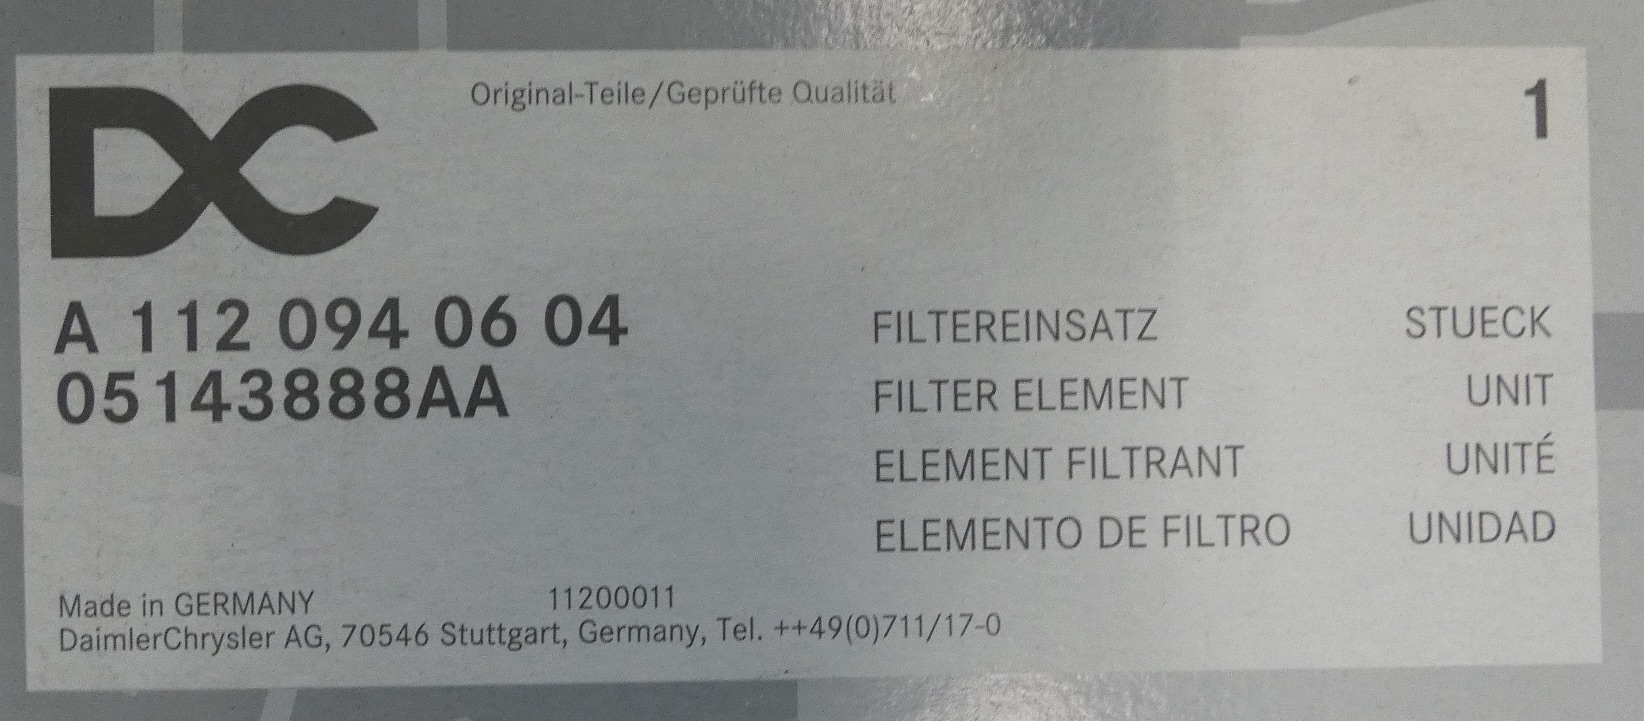 DC
Original-Teile/Geprüfte Qualität
1
A 112 094 06 04
05143888AA
FILTEREINSATZ STUECK
FILTER ELEMENT UNIT
ELEMENT FILTRANT UNITÉ
ELEMENTO DE FILTRO UNIDAD
Made in GERMANY 11200011
DaimlerChrysler AG, 70546 Stuttgart, Germany, Tel. ++49(0)711/17-0